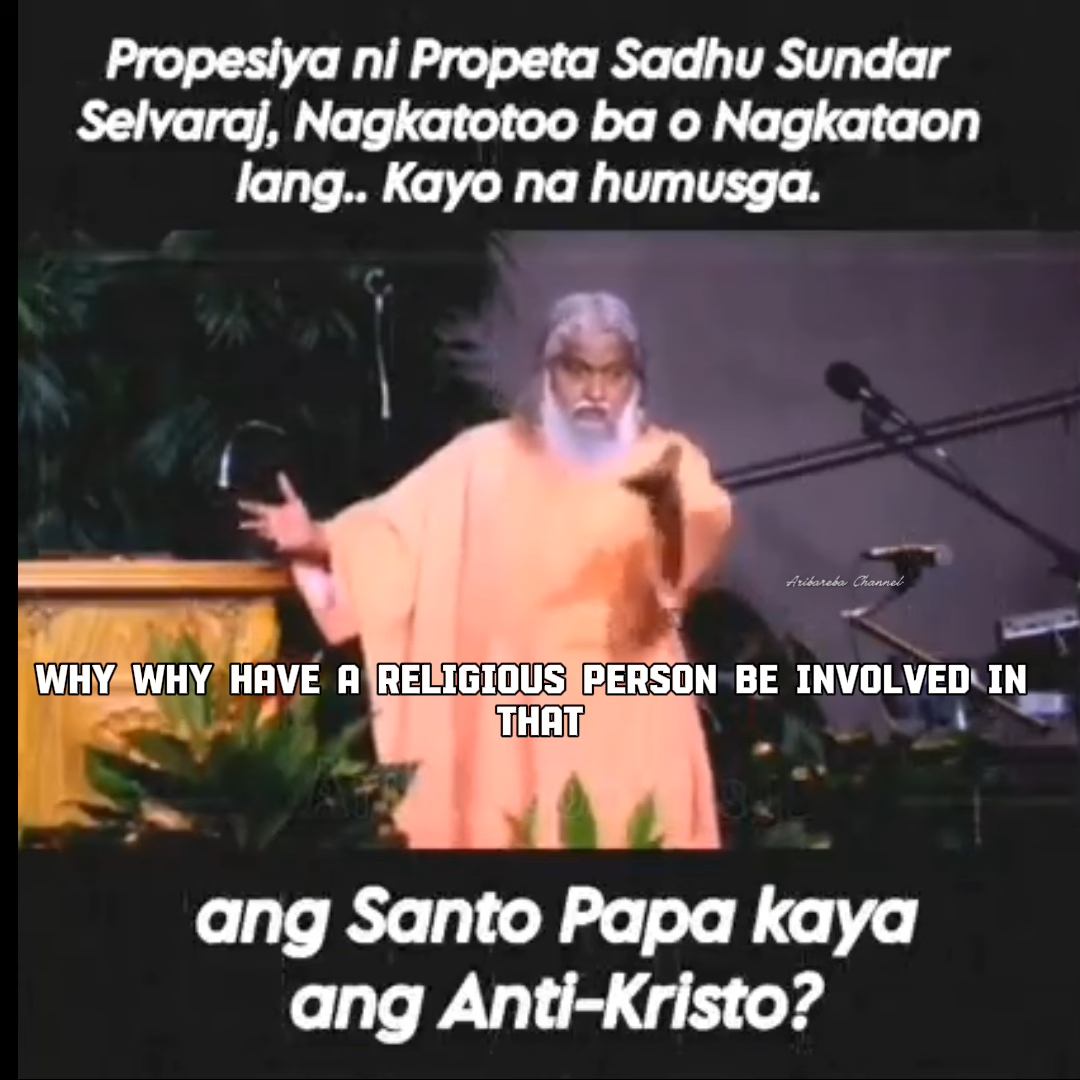 Propesiya ni Propeta Sadhu Sundar
Selvaraj, Nagkatotoo ba o Nagkataon
lang.. Kayo na humusga.
Aribareba Channel
WHY WHY HAVE A RELIGIOUS PERSON BE INVOLVED IN
THAT
ang Santo Papa kaya
ang Anti-Kristo?